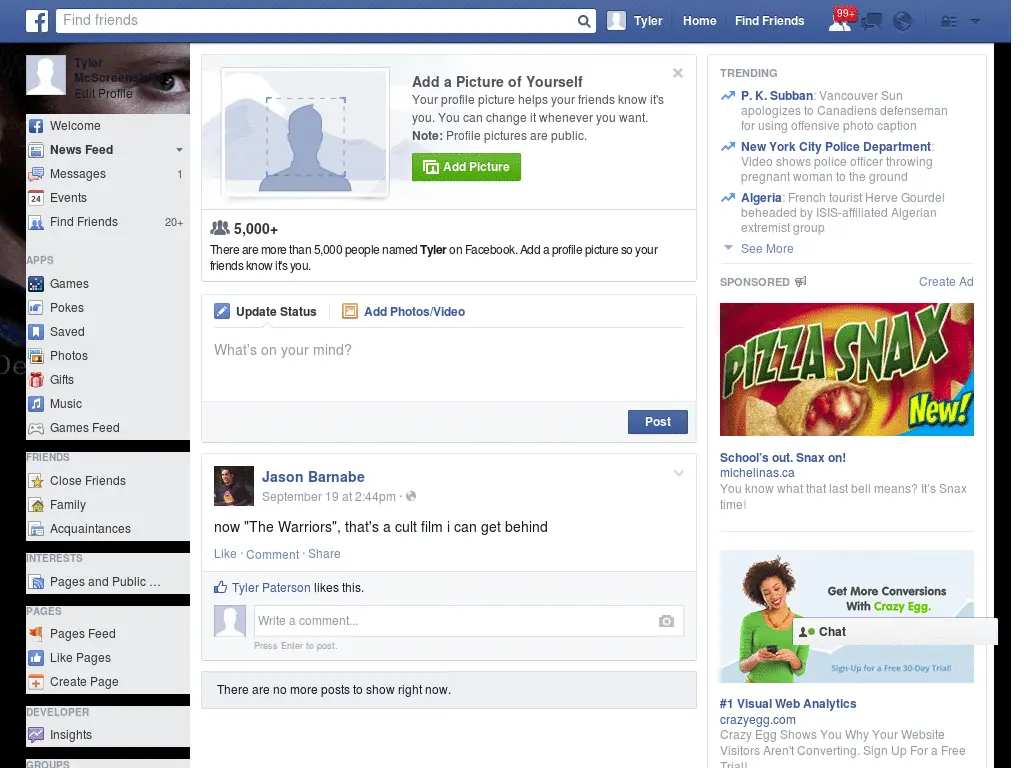 Find friends
Tyler
Home
Find Friends
99+
Tyler
Edit Profile
Welcome
News Feed
Messages 1
24 Events
Find Friends 20+
APPS
Games
Pokes
Saved
Photos
Gifts
Music
Games Feed
FRIENDS
Close Friends
Family
Acquaintances
INTERESTS
Pages and Public ...
PAGES
Pages Feed
Like Pages
Create Page
DEVELOPER
Insights
GROUPS
Add a Picture of Yourself
Your profile picture helps your friends know it's
you. You can change it whenever you want.
Note: Profile pictures are public.
Add Picture
5,000+
There are more than 5,000 people named Tyler on Facebook. Add a profile picture so your
friends know it's you.
Update Status
Add Photos/Video
What's on your mind?
Post
Jason Barnabe
September 19 at 2:44pm ·
now "The Warriors", that's a cult film i can get behind
Like · Comment · Share
Tyler Paterson likes this.
Write a comment...
Press Enter to post.
There are no more posts to show right now.
TRENDING
P. K. Subban: Vancouver Sun
apologizes to Canadiens defenseman
for using offensive photo caption
New York City Police Department:
Video shows police officer throwing
pregnant woman to the ground
Algeria: French tourist Herve Gourdel
beheaded by ISIS-affiliated Algerian
extremist group
See More
SPONSORED
Create Ad
PIZZA SNAX
New!
School's out. Snax on!
michelinas.ca
You know what that last bell means? It's Snax
time!
Get More Conversions
With Crazy Egg.
Chat
Sign-Up for a Free 30-Day Trial!
#1 Visual Web Analytics
crazyegg.com
Crazy Egg Shows You Why Your Website
Visitors Aren't Converting. Sign Up For a Free
Trial!